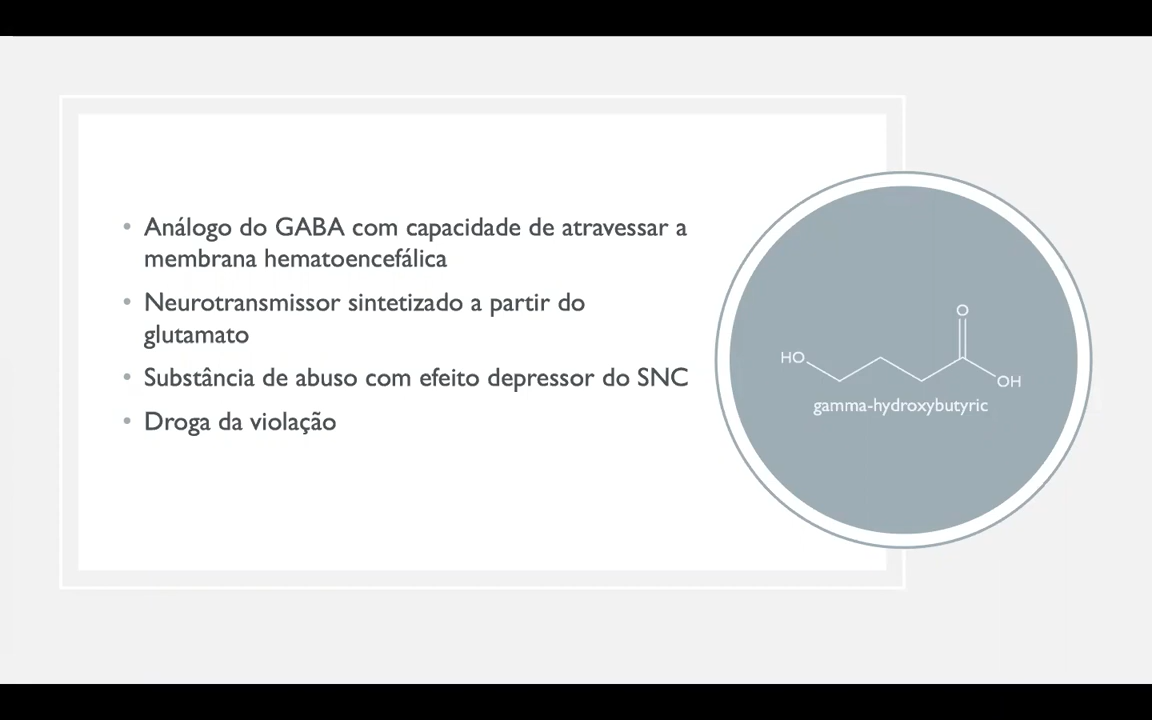 • Análogo do GABA com capacidade de atravessar a
membrana hematoencefálica
• Neurotransmissor sintetizado a partir do
glutamato
• Substância de abuso com efeito depressor do SNC
• Droga da violação
O
HO
OH
gamma-hydroxybutyric